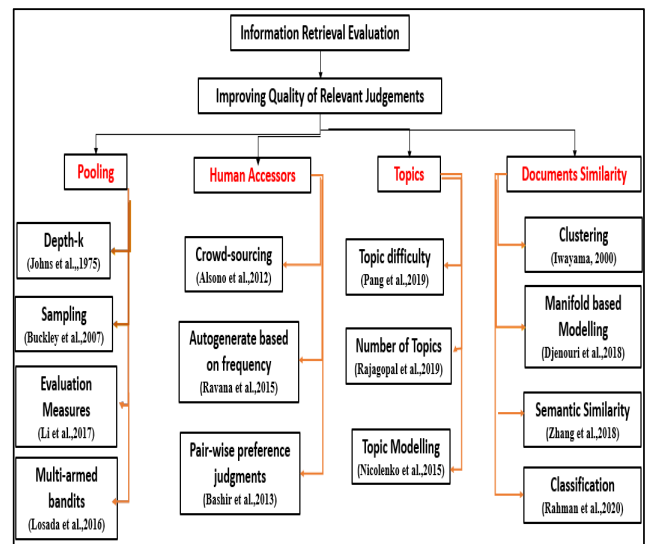 Information Retrieval Evaluation
Improving Quality of Relevant Judgements
Pooling
Depth-k
(Johns et al.,,1975)
Sampling
(Buckley et al.,2007)
Evaluation
Measures
(Li et al.,2017)
Multi-armed
bandits
(Losada et al.,2016)
Human Accessors
Crowd-sourcing
(Alsono et al.,2012)
Autogenerate based
on frequency
(Ravana et al.,2015)
Pair-wise preference
judgments
(Bashir et al.,2013)
Topics
Topic difficulty
(Pang et al.,2019)
Number of Topics
(Rajagopal et al.,2019)
Topic Modelling
(Nicolenko et al.,2015)
Documents Similarity
Clustering
(Iwayama, 2000)
Manifold based
Modelling
(Djenouri et al.,2018)
Semantic Similarity
(Zhang et al.,2018)
Classification
(Rahman et al.,2020)